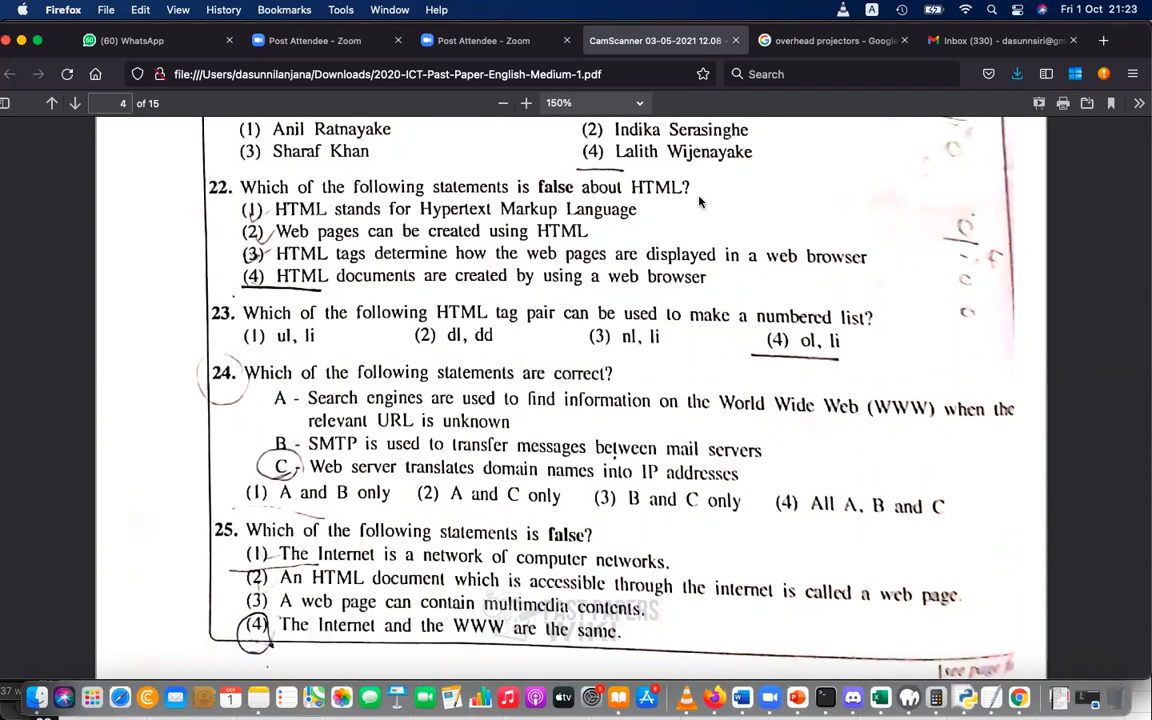 Firefox File Edit View History Bookmarks Tools Window Help A Fri 1 Oct 21:23
(60) WhatsApp Post Attendee - Zoom Post Attendee - Zoom CamScanner 03-05-2021 12.08 - overhead projectors - Google Inbox (330) - dasunnsiri@gm
file:///Users/dasunnilanjana/Downloads/2020-ICT-Past-Paper-English-Medium-1.pdf Search
4 of 15 150%
(1) Anil Ratnayake (2) Indika Serasinghe
(3) Sharaf Khan (4) Lalith Wijenayake
22. Which of the following statements is false about HTML?
(1) HTML stands for Hypertext Markup Language
(2) Web pages can be created using HTML
(3) HTML tags determine how the web pages are displayed in a web browser
(4) HTML documents are created by using a web browser
23. Which of the following HTML tag pair can be used to make a numbered list?
(1) ul, li (2) dl, dd (3) nl, li (4) ol, li
24. Which of the following statements are correct?
A - Search engines are used to find information on the World Wide Web (WWW) when the
relevant URL is unknown
B - SMTP is used to transfer messages between mail servers
C - Web server translates domain names into IP addresses
(1) A and B only (2) A and C only (3) B and C only (4) All A, B and C
25. Which of the following statements is false?
(1) The Internet is a network of computer networks.
(2) An HTML document which is accessible through the internet is called a web page.
(3) A web page can contain multimedia contents.
(4) The Internet and the WWW are the same.
PAST PAPERS
WIKI
[see page
37 w